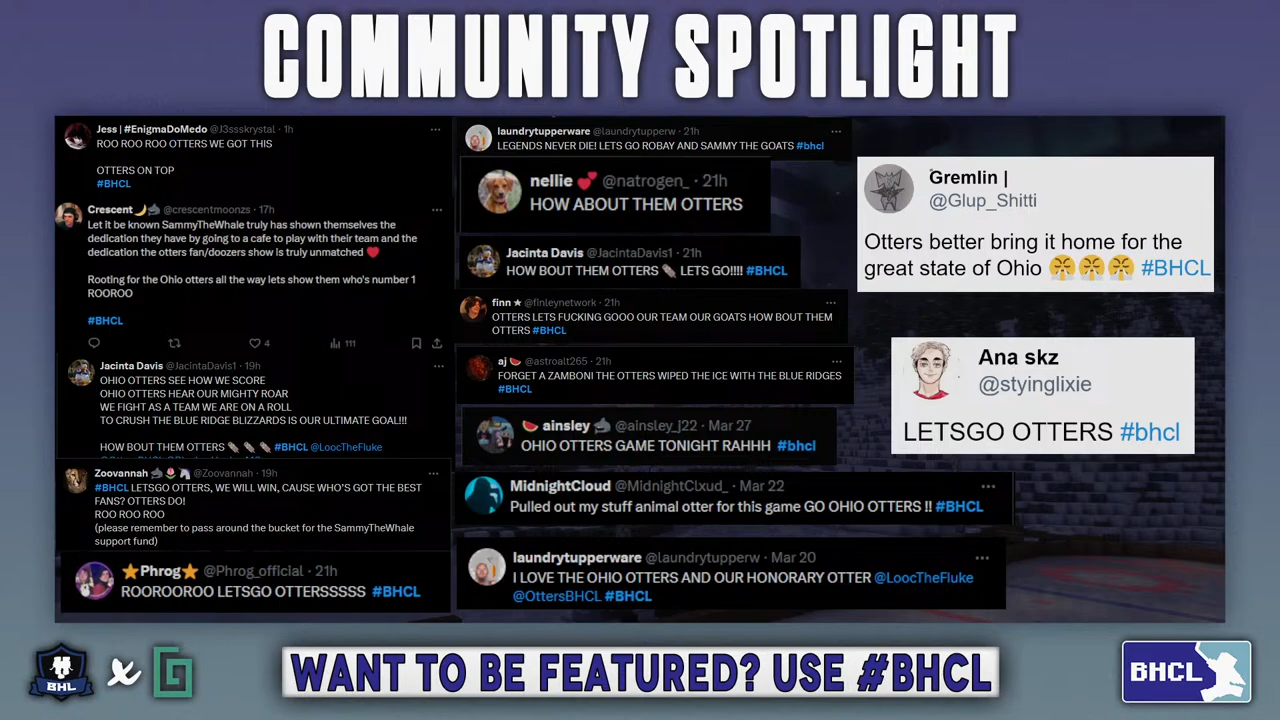 COMMUNITY SPOTLIGHT
Jess | #EnigmaDoMedo @J3ssskrystal · 1h
ROO ROO ROO OTTERS WE GOT THIS
OTTERS ON TOP
#BHCL
Crescent @crescentmoonzs · 17h
Let it be known SammyTheWhale truly has shown themselves the
dedication they have by going to a cafe to play with their team and the
dedication the otters fan/doozers show is truly unmatched ❤️
Rooting for the Ohio otters all the way lets show them who's number 1
ROOROO
#BHCL
4
111
Jacinta Davis @JacintaDavis1 · 19h
OHIO OTTERS SEE HOW WE SCORE
OHIO OTTERS HEAR OUR MIGHTY ROAR
WE FIGHT AS A TEAM WE ARE ON A ROLL
TO CRUSH THE BLUE RIDGE BLIZZARDS IS OUR ULTIMATE GOAL!!!
HOW BOUT THEM OTTERS 🦦 🦦 🦦 #BHCL @LoocTheFluke
Zoovannah @Zoovannah · 19h
#BHCL LETSGO OTTERS, WE WILL WIN, CAUSE WHO'S GOT THE BEST
FANS? OTTERS DO!
ROO ROO ROO
(please remember to pass around the bucket for the SammyTheWhale
support fund)
⭐Phrog⭐ @Phrog_official · 21h
ROOROOROO LETSGO OTTERSSSSS #BHCL
laundrytupperware @laundrytupperw · 21h
LEGENDS NEVER DIE! LETS GO ROBAY AND SAMMY THE GOATS #bhcl
nellie 💕 @natrogen_ · 21h
HOW ABOUT THEM OTTERS
Jacinta Davis @JacintaDavis1 · 21h
HOW BOUT THEM OTTERS 🦦 LETS GO!!!! #BHCL
finn ★ @finleynetwork · 21h
OTTERS LETS FUCKING GOOO OUR TEAM OUR GOATS HOW BOUT THEM
OTTERS #BHCL
aj 🍉 @astroalt265 · 21h
FORGET A ZAMBONI THE OTTERS WIPED THE ICE WITH THE BLUE RIDGES
#BHCL
🍉 ainsley @ainsley_j22 · Mar 27
OHIO OTTERS GAME TONIGHT RAHHH #bhcl
MidnightCloud @MidnightClxud_ · Mar 22
Pulled out my stuff animal otter for this game GO OHIO OTTERS !! #BHCL
laundrytupperware @laundrytupperw · Mar 20
I LOVE THE OHIO OTTERS AND OUR HONORARY OTTER @LoocTheFluke
@OttersBHCL #BHCL
Gremlin |
@Glup_Shitti
Otters better bring it home for the
great state of Ohio 😤😤😤 #BHCL
Ana skz
@styinglixie
LETSGO OTTERS #bhcl
BHL
x
G
WANT TO BE FEATURED? USE #BHCL
BHCL